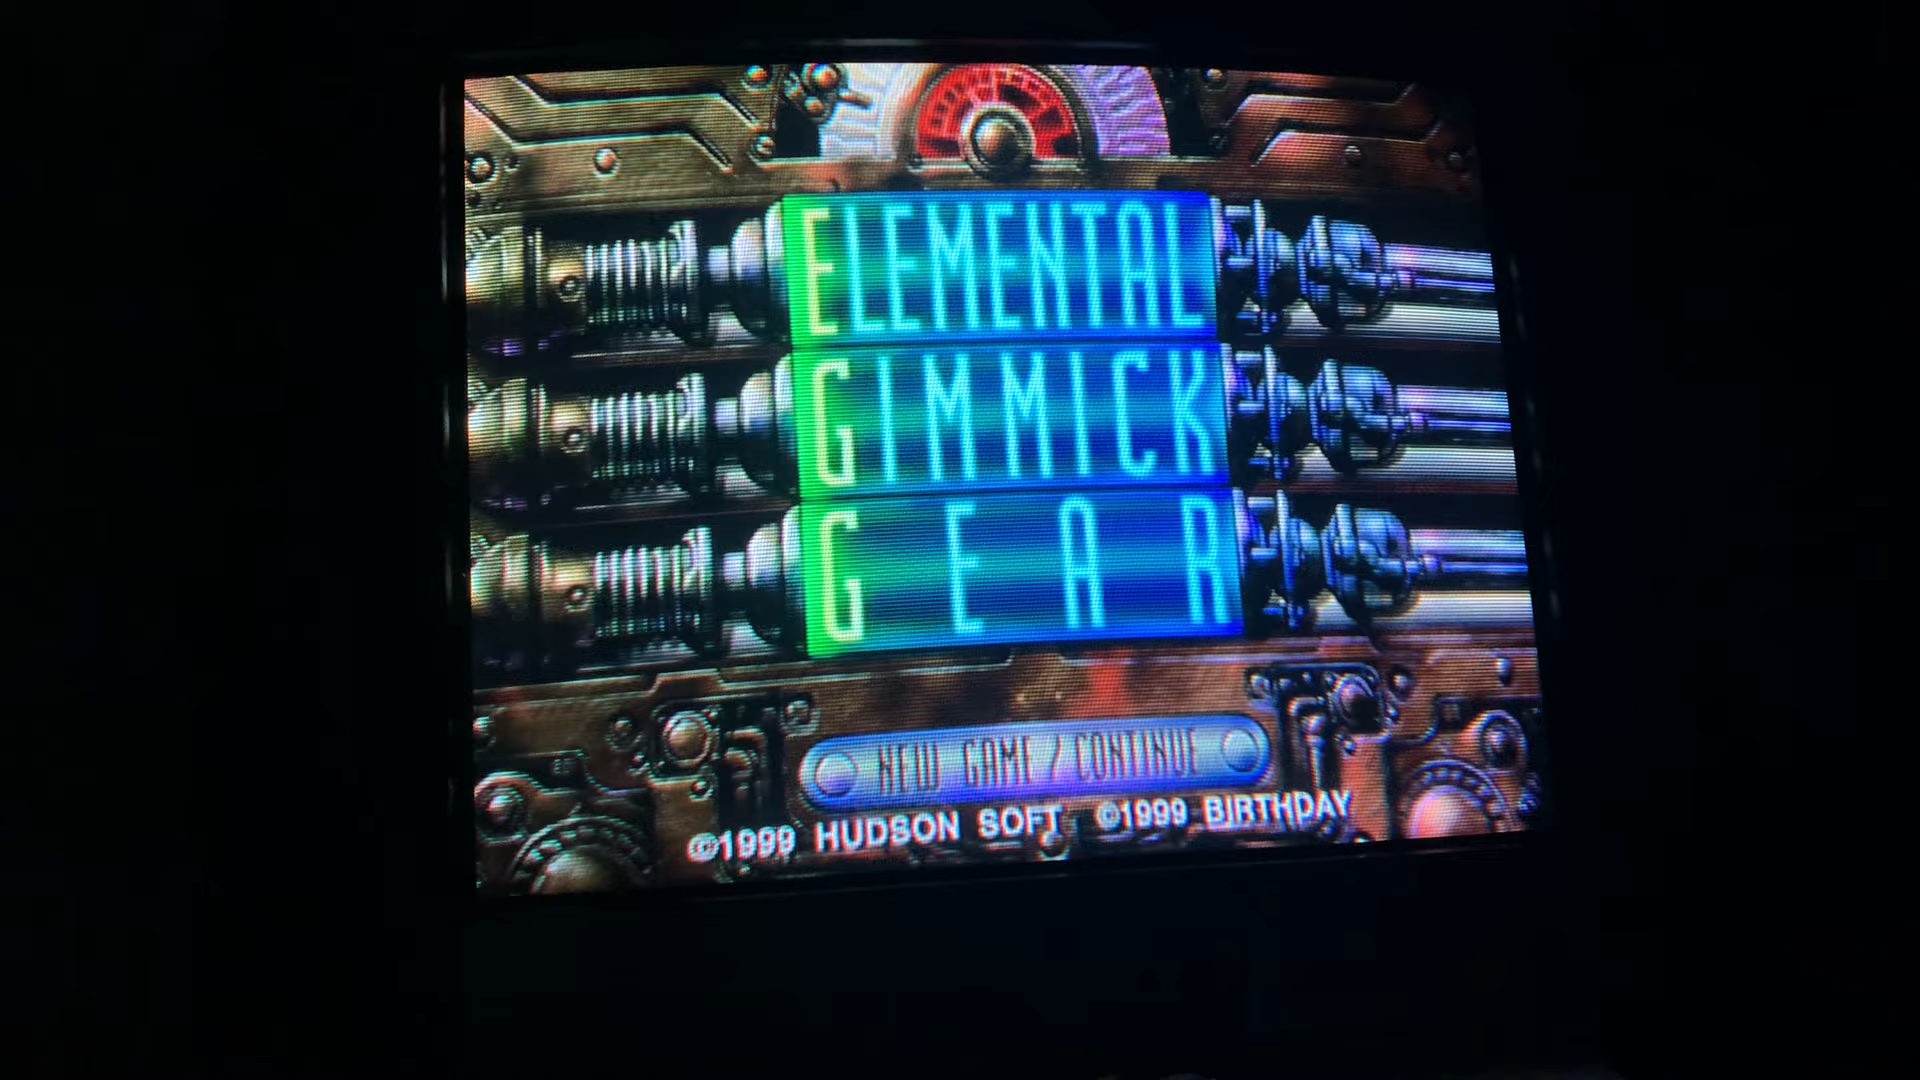 ELEMENTAL
GIMMICK
GEAR
NEW GAME / CONTINUE
©1999 HUDSON SOFT ©1999 BIRTHDAY